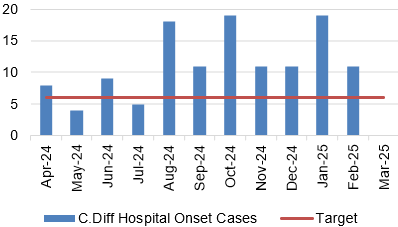 20
15
10
5
0
Apr-24
May-24
Jun-24
Jul-24
Aug-24
Sep-24
Oct-24
Nov-24
Dec-24
Jan-25
Feb-25
Mar-25
C.Diff Hospital Onset Cases
Target